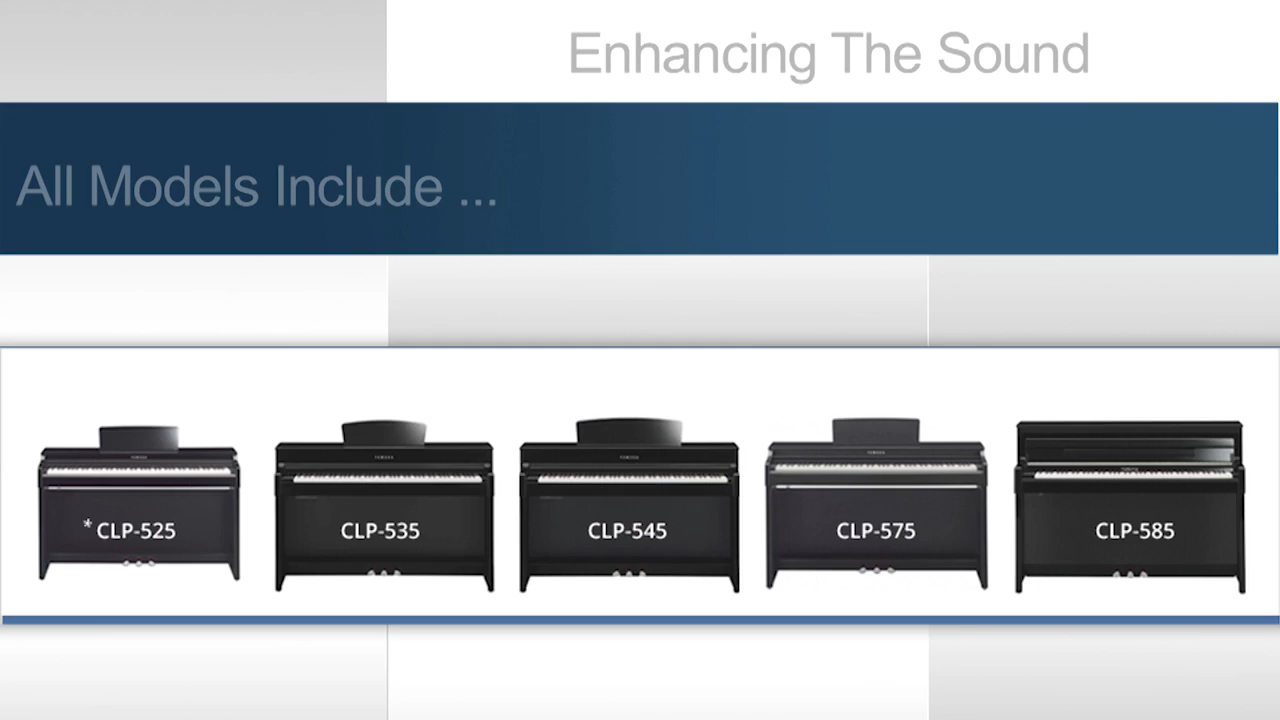 Enhancing The Sound
All Models Include ...
* CLP-525
CLP-535
CLP-545
CLP-575
CLP-585